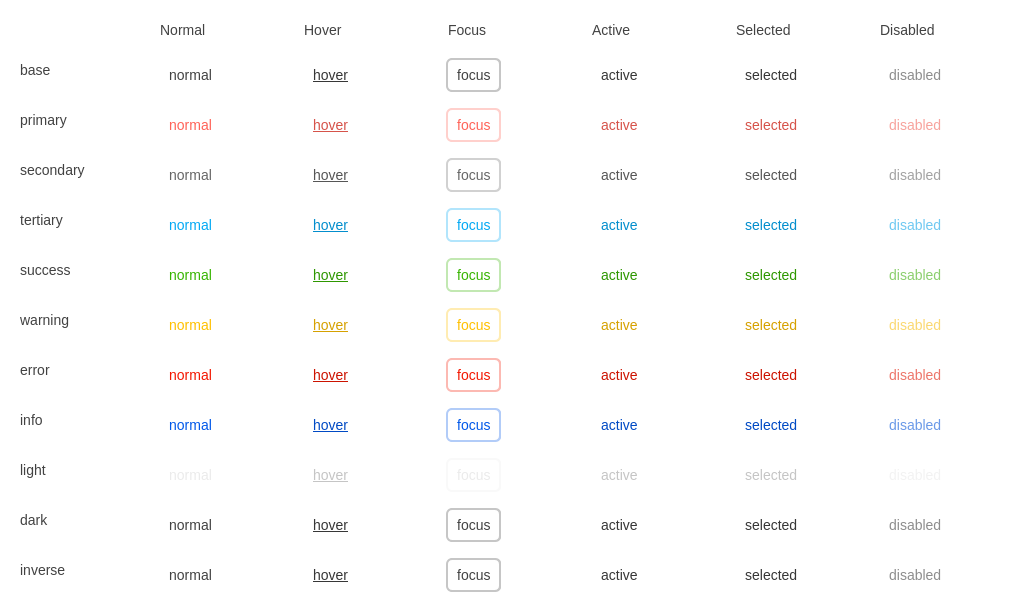 Normal Hover Focus Active Selected Disabled
base normal hover focus active selected disabled
primary normal hover focus active selected disabled
secondary normal hover focus active selected disabled
tertiary normal hover focus active selected disabled
success normal hover focus active selected disabled
warning normal hover focus active selected disabled
error normal hover focus active selected disabled
info normal hover focus active selected disabled
light normal hover focus active selected disabled
dark normal hover focus active selected disabled
inverse normal hover focus active selected disabled